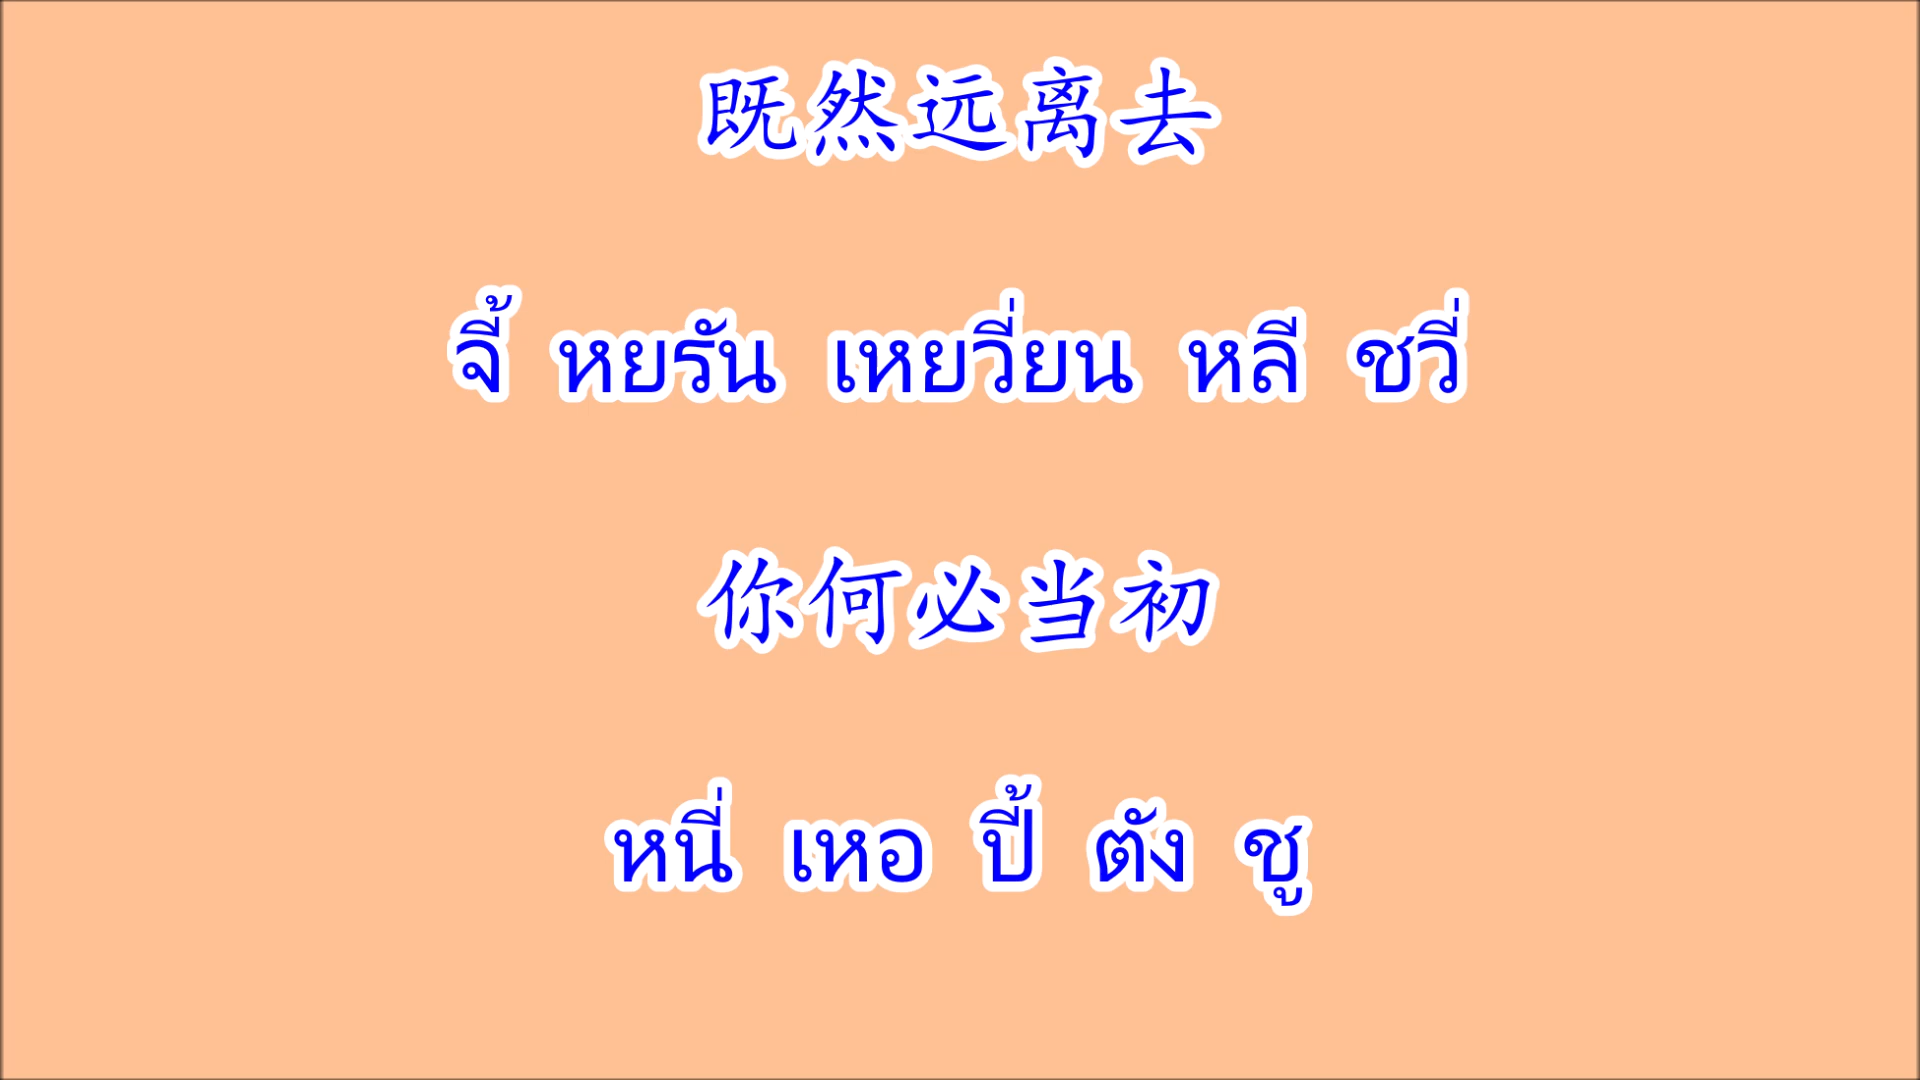 既然远离去
จี้ หยรัน เหยวี่ยน หลี ชวี่
你何必当初
หนี่ เหอ ปี้ ตัง ชู